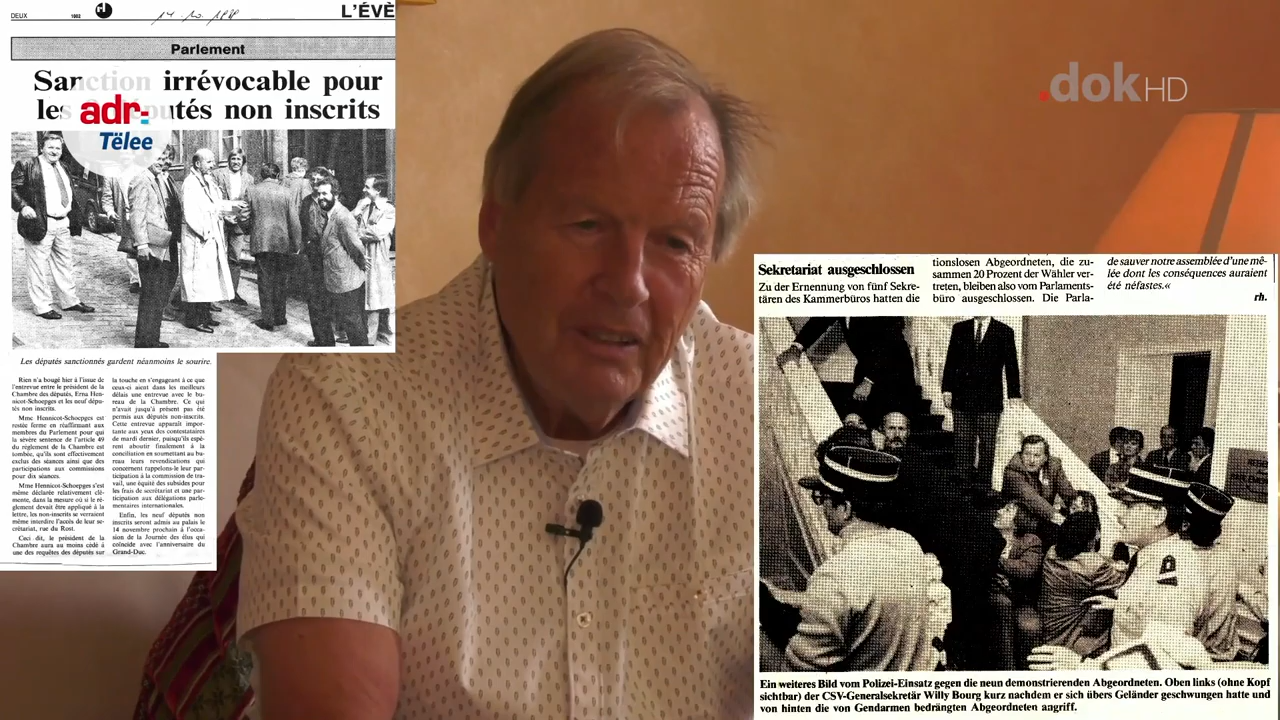 DEUX
L'ÉVÈ
Parlement
Sanction irrévocable pour
les députés non inscrits
adr
Tëlee
Les députés sanctionnés gardent néanmoins le sourire.
Rien n'a bougé hier à l'issue de
l'entrevue entre le président de la
Chambre des députés, Erna Hen-
nicot-Schoepges et les neuf dépu-
tés non inscrits.
Mme Hennicot-Schoepges est
restée ferme en réaffirmant aux
membres du Parlement pour qui
la sévère sentence de l'article 49
du règlement de la Chambre est
tombée, qu'ils sont effectivement
exclus des séances ainsi que des
participations aux commissions
pour dix séances.
Mme Hennicot-Schoepges s'est
même déclarée relativement clé-
mente, dans la mesure où si le rè-
glement devait être appliqué à la
lettre, les non-inscrits se verraient
même interdire l'accès de leur se-
crétariat, rue du Rost.
Ceci dit, le président de la
Chambre aura au moins cédé à
une des requêtes des députés sur
la touche en s'engageant à ce que
ceux-ci aient dans les meilleurs
délais une entrevue avec le bu-
reau de la Chambre. Ce qui
n'avait jusqu'à présent pas été
permis aux députés non-inscrits.
Cette entrevue apparaît impor-
tante aux yeux des contestataires
de mardi dernier, puisqu'ils espè-
rent aboutir finalement à la
conciliation en soumettant au bu-
reau leurs revendications qui
concernent rappelons-le leur par-
ticipation à la commission de tra-
vail, une équité des subsides pour
les frais de secrétariat et une par-
ticipation aux délégations parle-
mentaires internationales.
Enfin, les neuf députés non
inscrits seront admis au palais le
14 novembre prochain à l'occa-
sion de la Journée des élus qui
coïncide avec l'anniversaire du
Grand-Duc.
.dok HD
Sekretariat ausgeschlossen
Zu der Ernennung von fünf Sekre-
tären des Kammerbüros hatten die
tionslosen Abgeordneten, die zu-
sammen 20 Prozent der Wähler ver-
treten, bleiben also vom Parlaments-
büro ausgeschlossen. Die Parla-
de sauver notre assemblée d'une mê-
lée dont les conséquences auraient
été néfastes.«
rh.
Ein weiteres Bild vom Polizei-Einsatz gegen die neun demonstrierenden Abgeordneten. Oben links (ohne Kopf
sichtbar) der CSV-Generalsekretär Willy Bourg kurz nachdem er sich übers Geländer geschwungen hatte und
von hinten die von Gendarmen bedrängten Abgeordneten angriff.